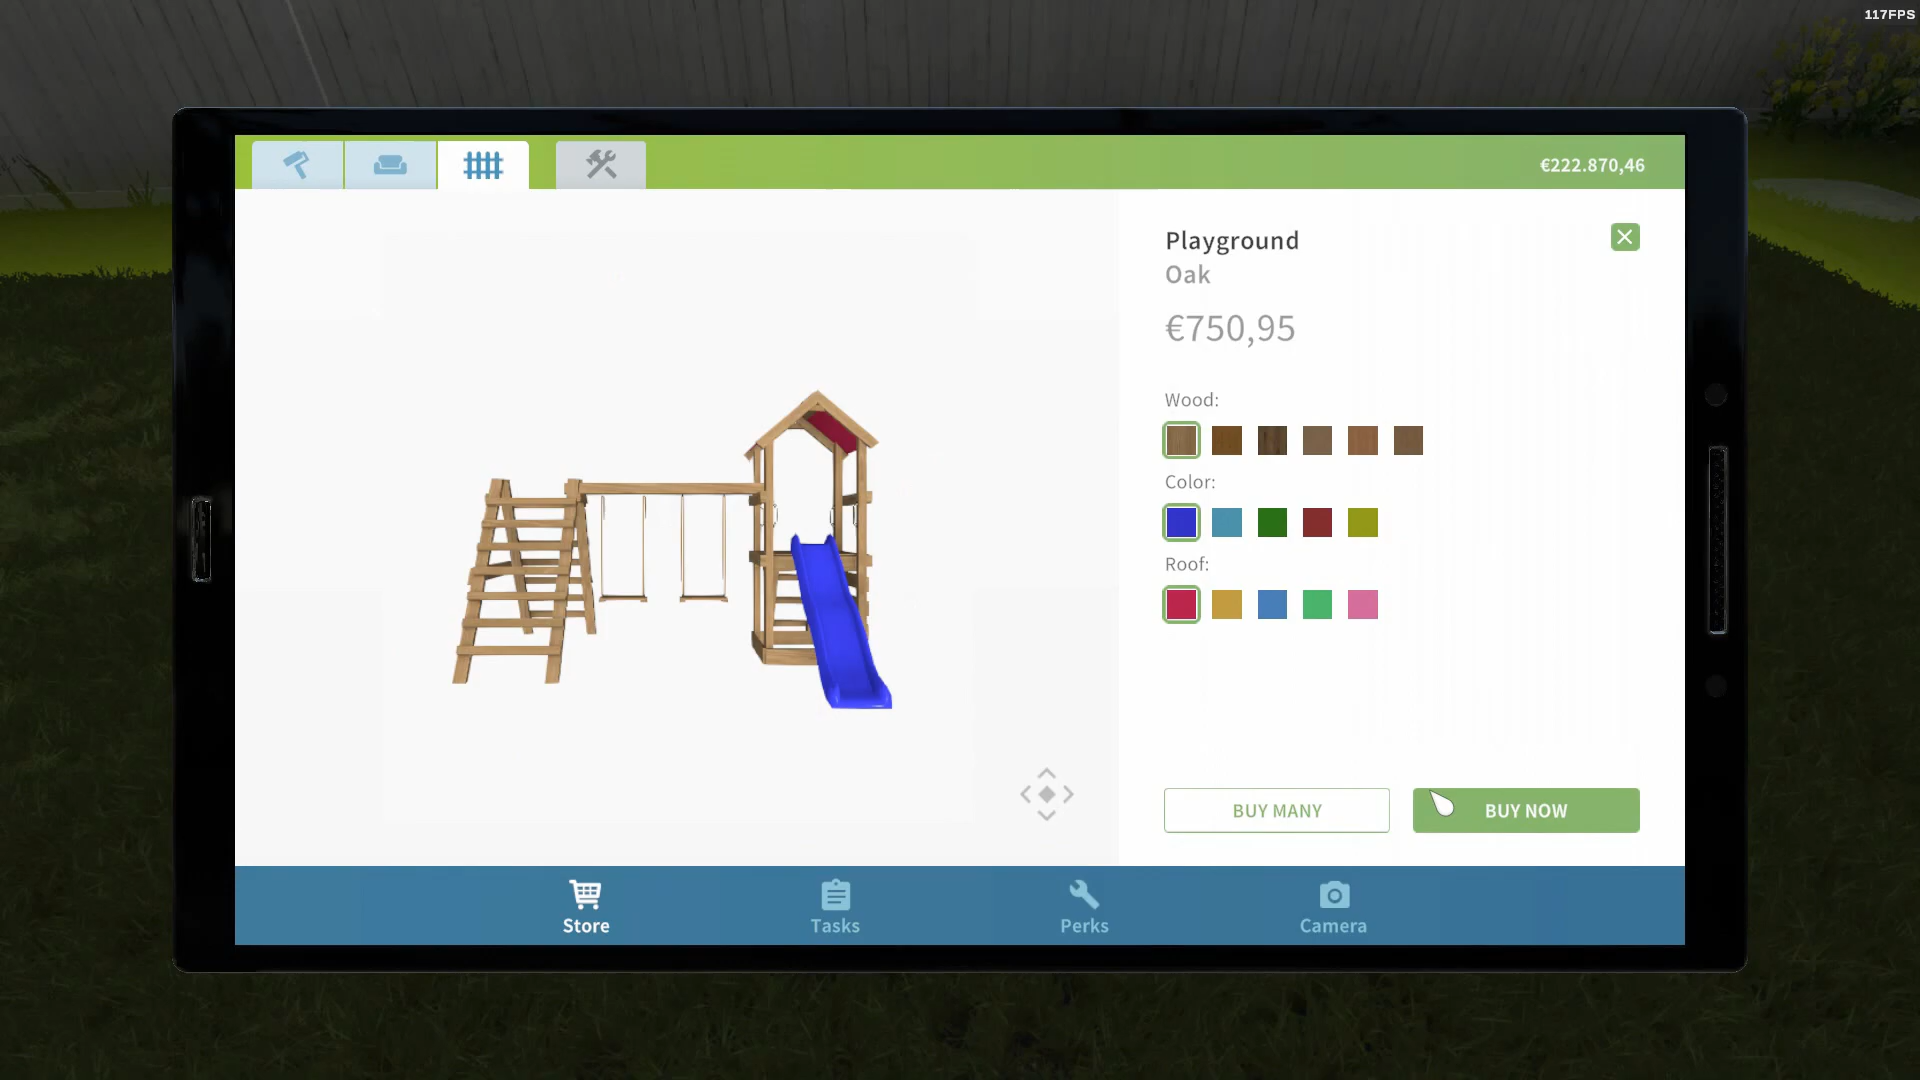 117FPS
€222.870,46
Playground
Oak
€750,95
Wood:
Color:
Roof:
BUY MANY
BUY NOW
Store
Tasks
Perks
Camera